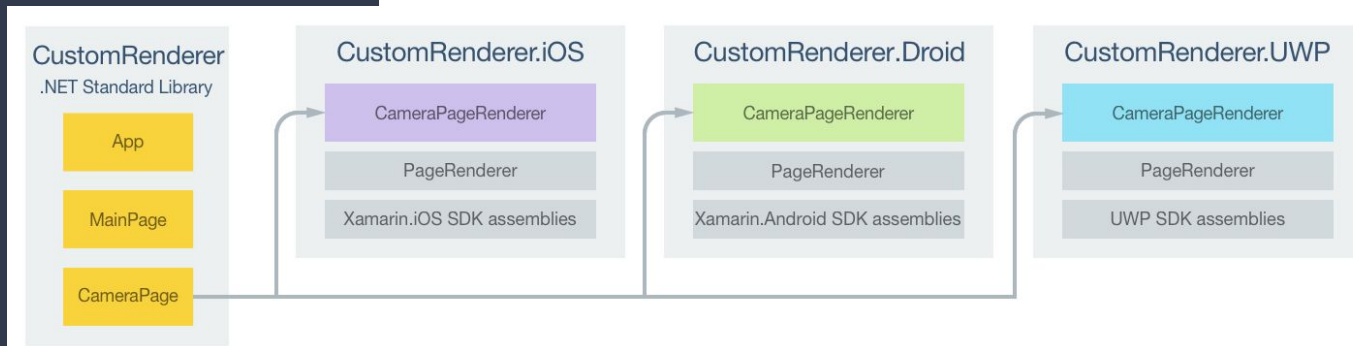 CustomRenderer
.NET Standard Library
App
MainPage
CameraPage
CustomRenderer.iOS
CameraPageRenderer
PageRenderer
Xamarin.iOS SDK assemblies
CustomRenderer.Droid
CameraPageRenderer
PageRenderer
Xamarin.Android SDK assemblies
CustomRenderer.UWP
CameraPageRenderer
PageRenderer
UWP SDK assemblies